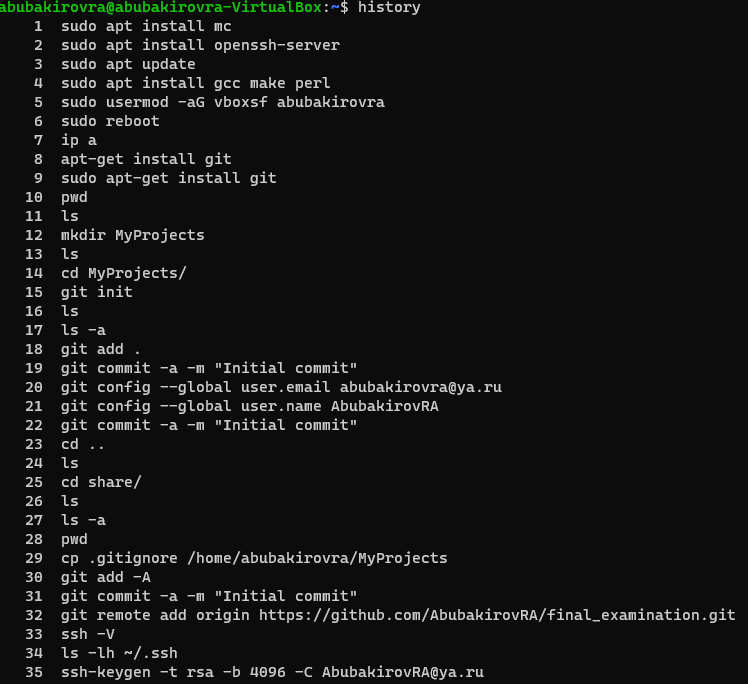 abubakirovra@abubakirovra-VirtualBox:~$ history
1 sudo apt install mc
2 sudo apt install openssh-server
3 sudo apt update
4 sudo apt install gcc make perl
5 sudo usermod -aG vboxsf abubakirovra
6 sudo reboot
7 ip a
8 apt-get install git
9 sudo apt-get install git
10 pwd
11 ls
12 mkdir MyProjects
13 ls
14 cd MyProjects/
15 git init
16 ls
17 ls -a
18 git add .
19 git commit -a -m "Initial commit"
20 git config --global user.email abubakirovra@ya.ru
21 git config --global user.name AbubakirovRA
22 git commit -a -m "Initial commit"
23 cd ..
24 ls
25 cd share/
26 ls
27 ls -a
28 pwd
29 cp .gitignore /home/abubakirovra/MyProjects
30 git add -A
31 git commit -a -m "Initial commit"
32 git remote add origin https://github.com/AbubakirovRA/final_examination.git
33 ssh -V
34 ls -lh ~/.ssh
35 ssh-keygen -t rsa -b 4096 -C AbubakirovRA@ya.ru